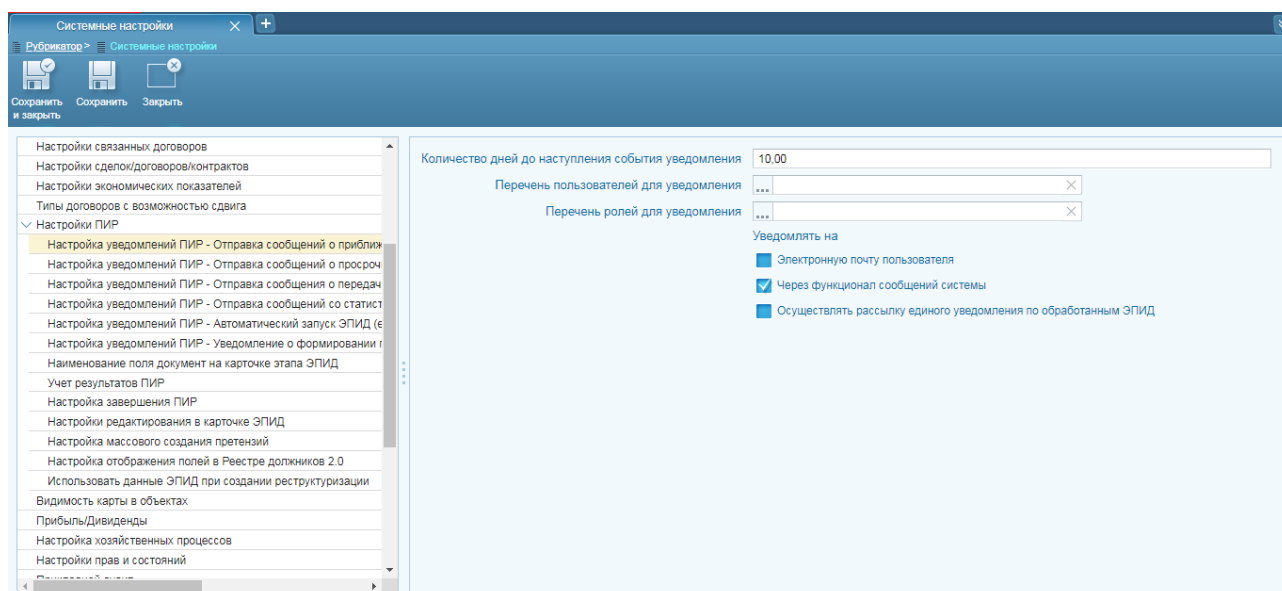 Системные настройки
Рубрикатор > Системные настройки
Сохранить и закрыть
Сохранить
Закрыть
Настройки связанных договоров
Настройки сделок/договоров/контрактов
Настройки экономических показателей
Типы договоров с возможностью сдвига
Настройки ПИР
Настройка уведомлений ПИР - Отправка сообщений о приближ
Настройка уведомлений ПИР - Отправка сообщений о просроч
Настройка уведомлений ПИР - Отправка сообщения о передач
Настройка уведомлений ПИР - Отправка сообщений со статист
Настройка уведомлений ПИР - Автоматический запуск ЭПИД (е
Настройка уведомлений ПИР - Уведомление о формировании
Наименование поля документ на карточке этапа ЭПИД
Учет результатов ПИР
Настройка завершения ПИР
Настройки редактирования в карточке ЭПИД
Настройка массового создания претензий
Настройка отображения полей в Реестре должников 2.0
Использовать данные ЭПИД при создании реструктуризации
Видимость карты в объектах
Прибыль/Дивиденды
Настройка хозяйственных процессов
Настройки прав и состояний
Количество дней до наступления события уведомления 10,00
Перечень пользователей для уведомления ...
Перечень ролей для уведомления ...
Уведомлять на
Электронную почту пользователя
Через функционал сообщений системы
Осуществлять рассылку единого уведомления по обработанным ЭПИД